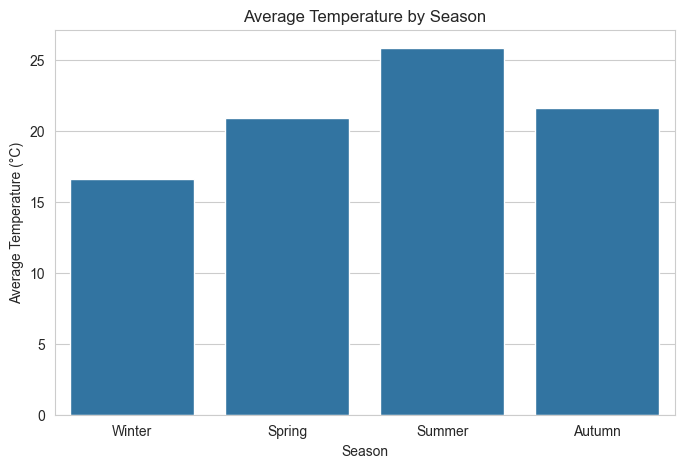 Average Temperature by Season
Average Temperature (°C)
25
20
15
10
5
0
Winter Spring Summer Autumn
Season